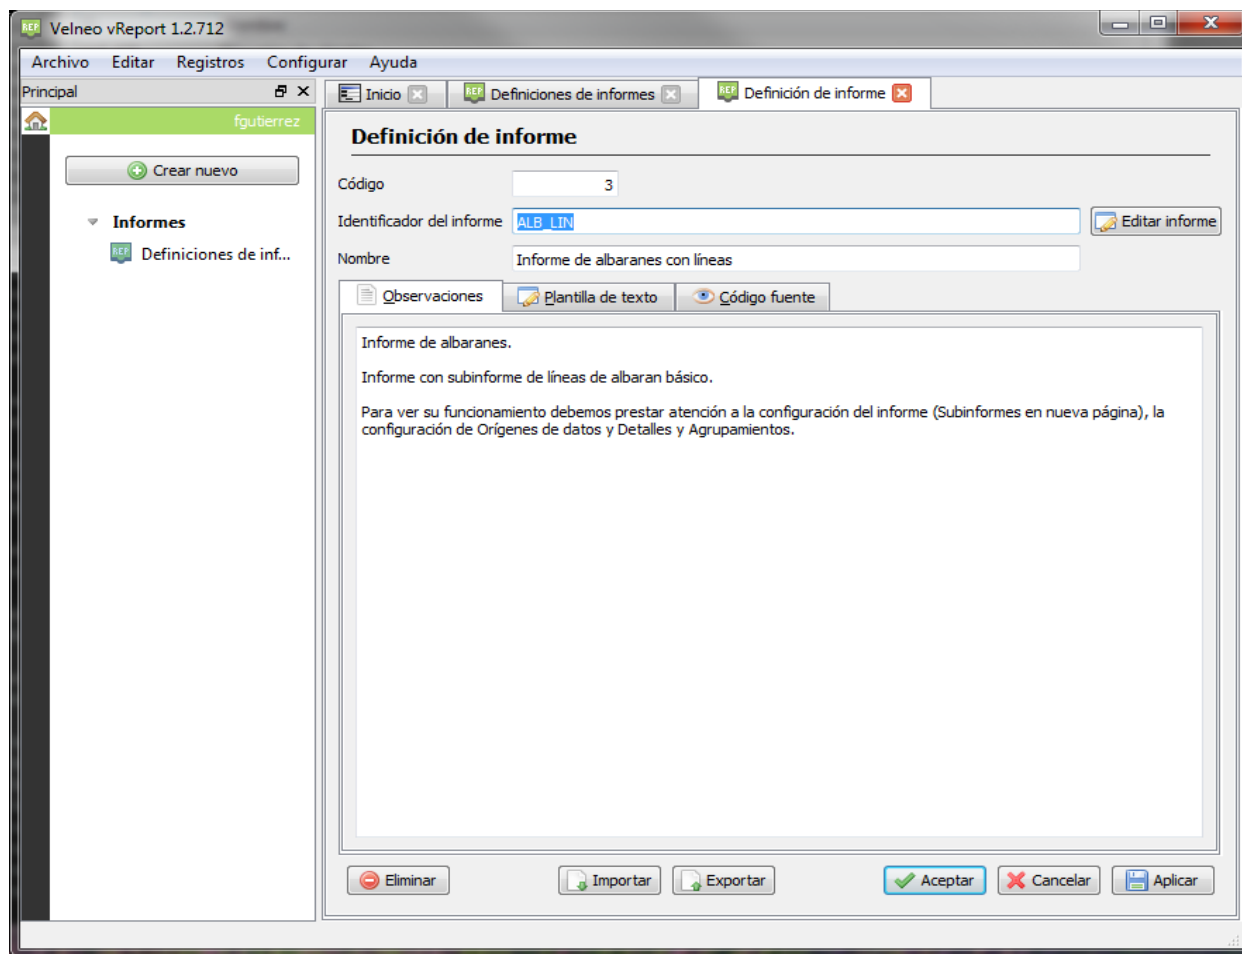 REP Velneo vReport 1.2.712
Archivo Editar Registros Configurar Ayuda
Principal
Inicio
REP Definiciones de informes
REP Definición de informe
fgutierrez
Crear nuevo
Informes
REP Definiciones de inf...
Definición de informe
Código 3
Identificador del informe ALB_LIN Editar informe
Nombre Informe de albaranes con líneas
Observaciones Plantilla de texto Código fuente
Informe de albaranes.
Informe con subinforme de líneas de albaran básico.
Para ver su funcionamiento debemos prestar atención a la configuración del informe (Subinformes en nueva página), la
configuración de Orígenes de datos y Detalles y Agrupamientos.
Eliminar Importar Exportar Aceptar Cancelar Aplicar